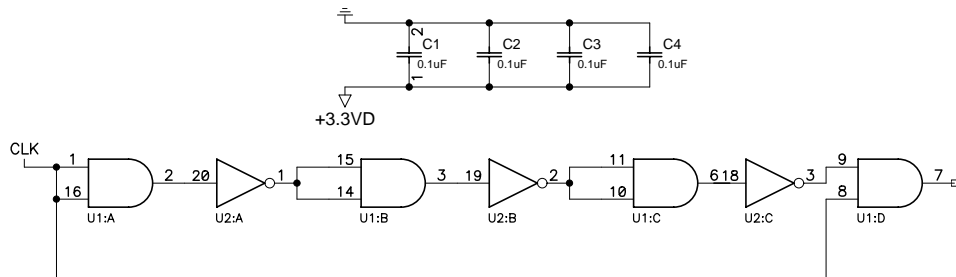 2
C1
0.1uF
1
C2
0.1uF
C3
0.1uF
C4
0.1uF
+3.3VD
CLK
1
16
U1:A
2
20
U2:A
1
15
14
U1:B
3
19
U2:B
2
11
10
U1:C
6
18
U2:C
3
9
8
U1:D
7